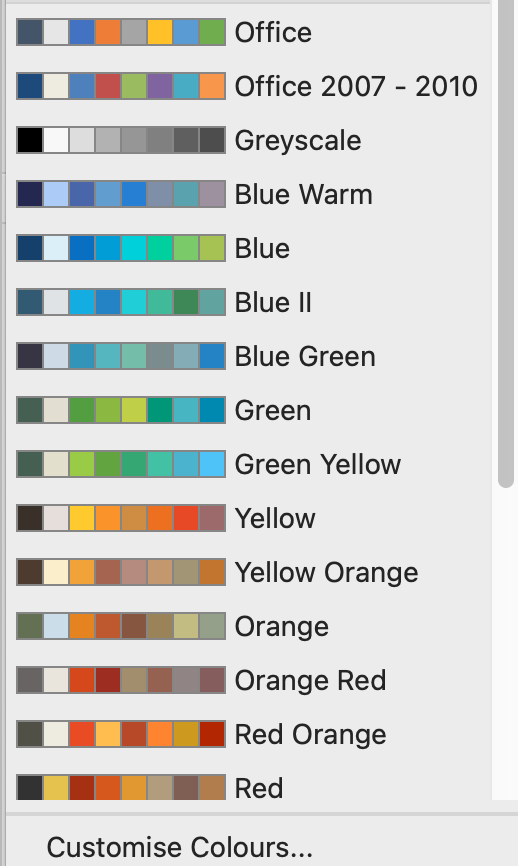 Office
Office 2007 - 2010
Greyscale
Blue Warm
Blue
Blue II
Blue Green
Green
Green Yellow
Yellow
Yellow Orange
Orange
Orange Red
Red Orange
Red
Customise Colours...